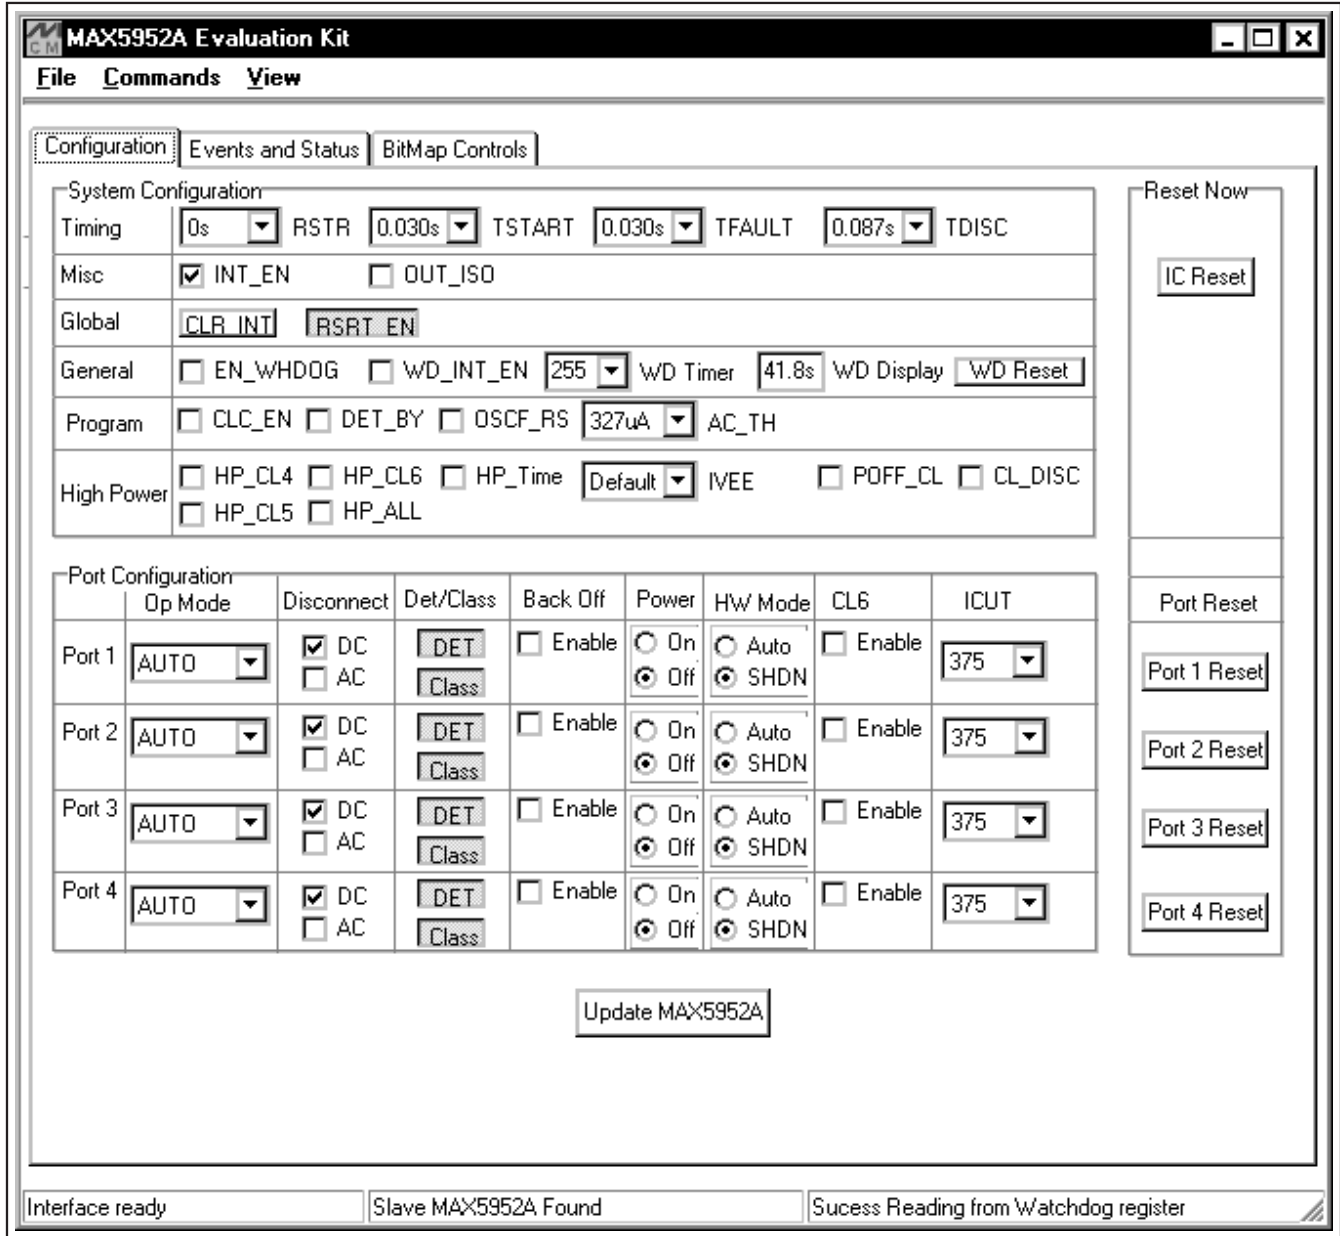 MAX5952A Evaluation Kit
File Commands View
Configuration Events and Status BitMap Controls
System Configuration Reset Now
Timing 0s RSTR 0.030s TSTART 0.030s TFAULT 0.087s TDISC
Misc INT_EN OUT_ISO IC Reset
Global CLR_INT RSRT_EN
General EN_WHDOG WD_INT_EN 255 WD Timer 41.8s WD Display WD Reset
Program CLC_EN DET_BY OSCF_RS 327uA AC_TH
High Power HP_CL4 HP_CL6 HP_Time Default IVEE POFF_CL CL_DISC
HP_CL5 HP_ALL
Port Configuration
Op Mode Disconnect Det/Class Back Off Power HW Mode CL6 ICUT Port Reset
Port 1 AUTO DC DET Enable On Auto Enable 375 Port 1 Reset
AC Class Off SHDN
Port 2 AUTO DC DET Enable On Auto Enable 375 Port 2 Reset
AC Class Off SHDN
Port 3 AUTO DC DET Enable On Auto Enable 375 Port 3 Reset
AC Class Off SHDN
Port 4 AUTO DC DET Enable On Auto Enable 375 Port 4 Reset
AC Class Off SHDN
Update MAX5952A
Interface ready Slave MAX5952A Found Sucess Reading from Watchdog register